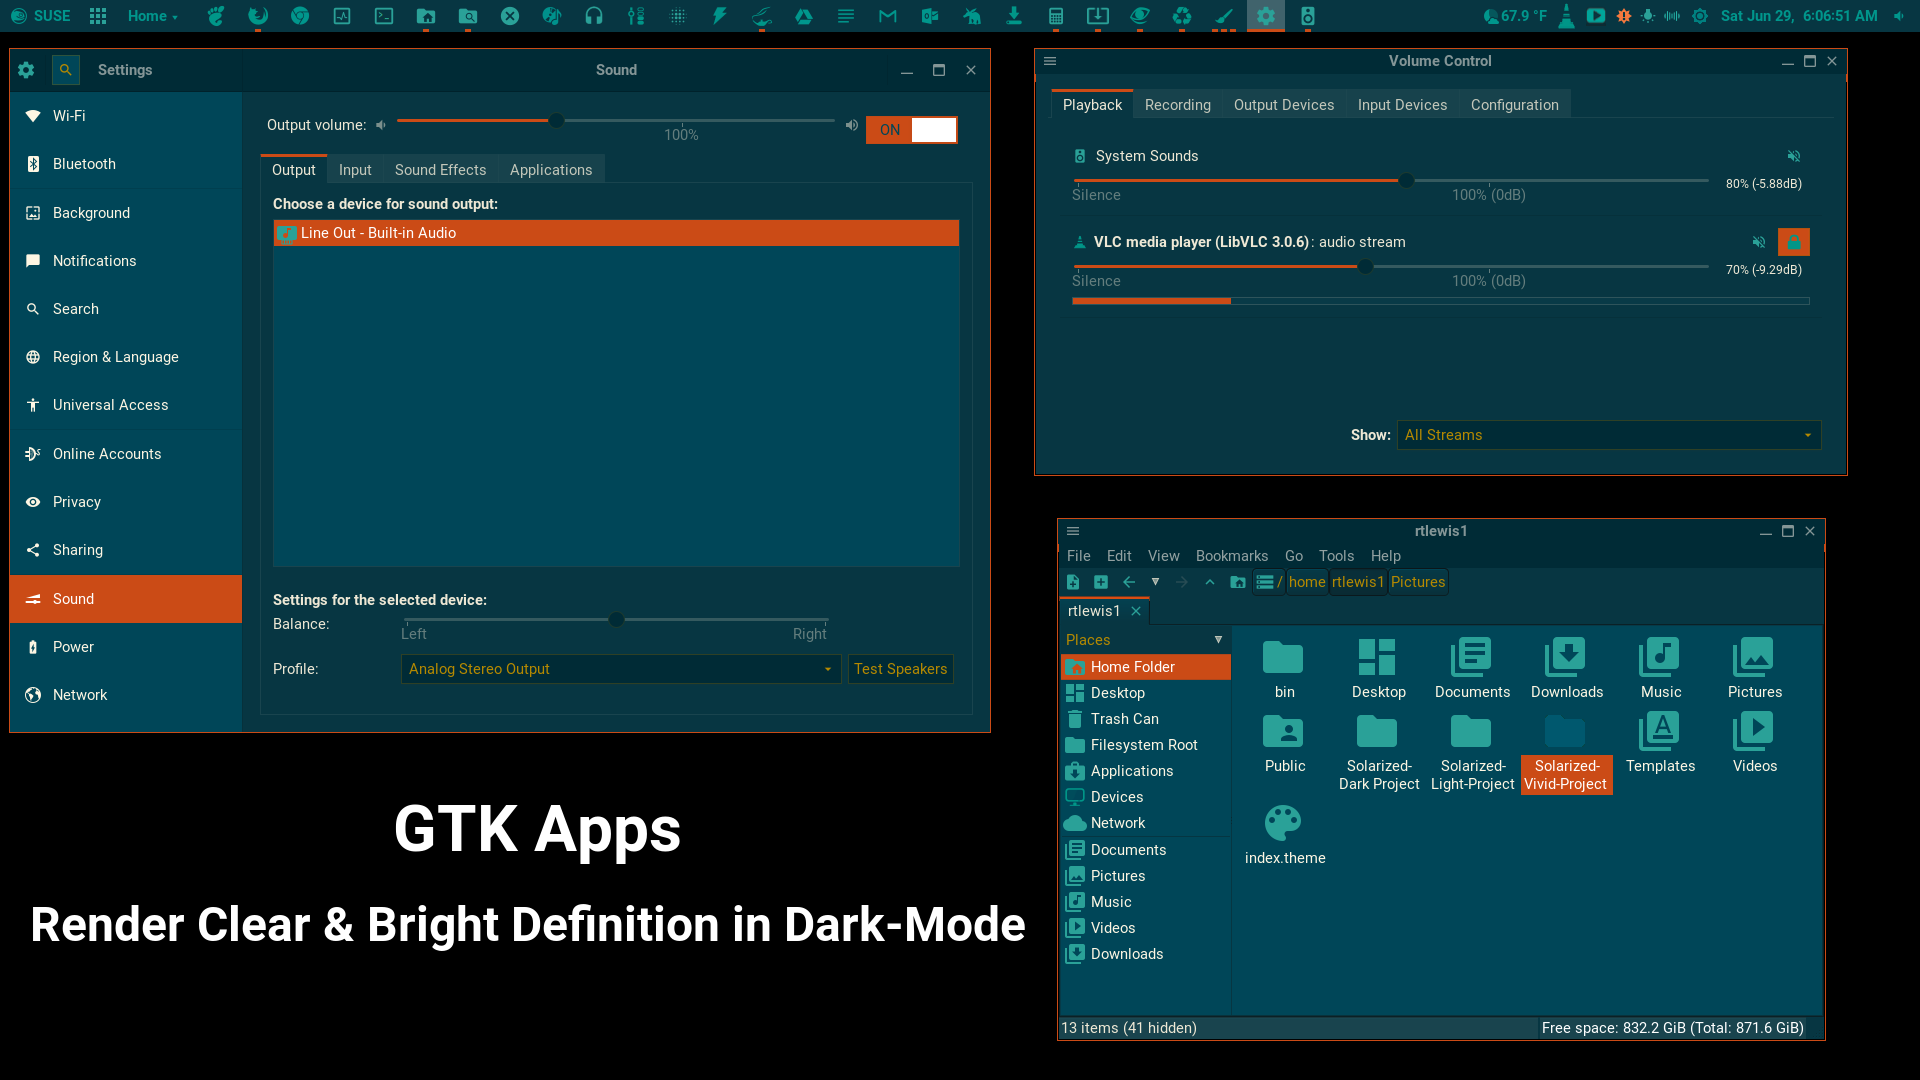 SUSE Home 67.9 °F Sat Jun 29, 6:06:51 AM
Settings Sound
Wi-Fi
Bluetooth
Background
Notifications
Search
Region & Language
Universal Access
Online Accounts
Privacy
Sharing
Sound
Power
Network
Output volume: ON
100%
Output Input Sound Effects Applications
Choose a device for sound output:
Line Out - Built-in Audio
Settings for the selected device:
Balance:
Left Right
Profile: Analog Stereo Output Test Speakers
Volume Control
Playback Recording Output Devices Input Devices Configuration
System Sounds
80% (-5.88dB)
Silence 100% (0dB)
VLC media player (LibVLC 3.0.6) : audio stream
70% (-9.29dB)
Silence 100% (0dB)
Show: All Streams
rtlewis1
File Edit View Bookmarks Go Tools Help
/ home rtlewis1 Pictures
rtlewis1
Places
Home Folder
Desktop
Trash Can
Filesystem Root
Applications
Devices
Network
Documents
Pictures
Music
Videos
Downloads
bin Desktop Documents Downloads Music Pictures
Public Solarized-Dark Project Solarized-Light-Project Solarized-Vivid-Project Templates Videos
index.theme
13 items (41 hidden) Free space: 832.2 GiB (Total: 871.6 GiB)
GTK Apps
Render Clear & Bright Definition in Dark-Mode